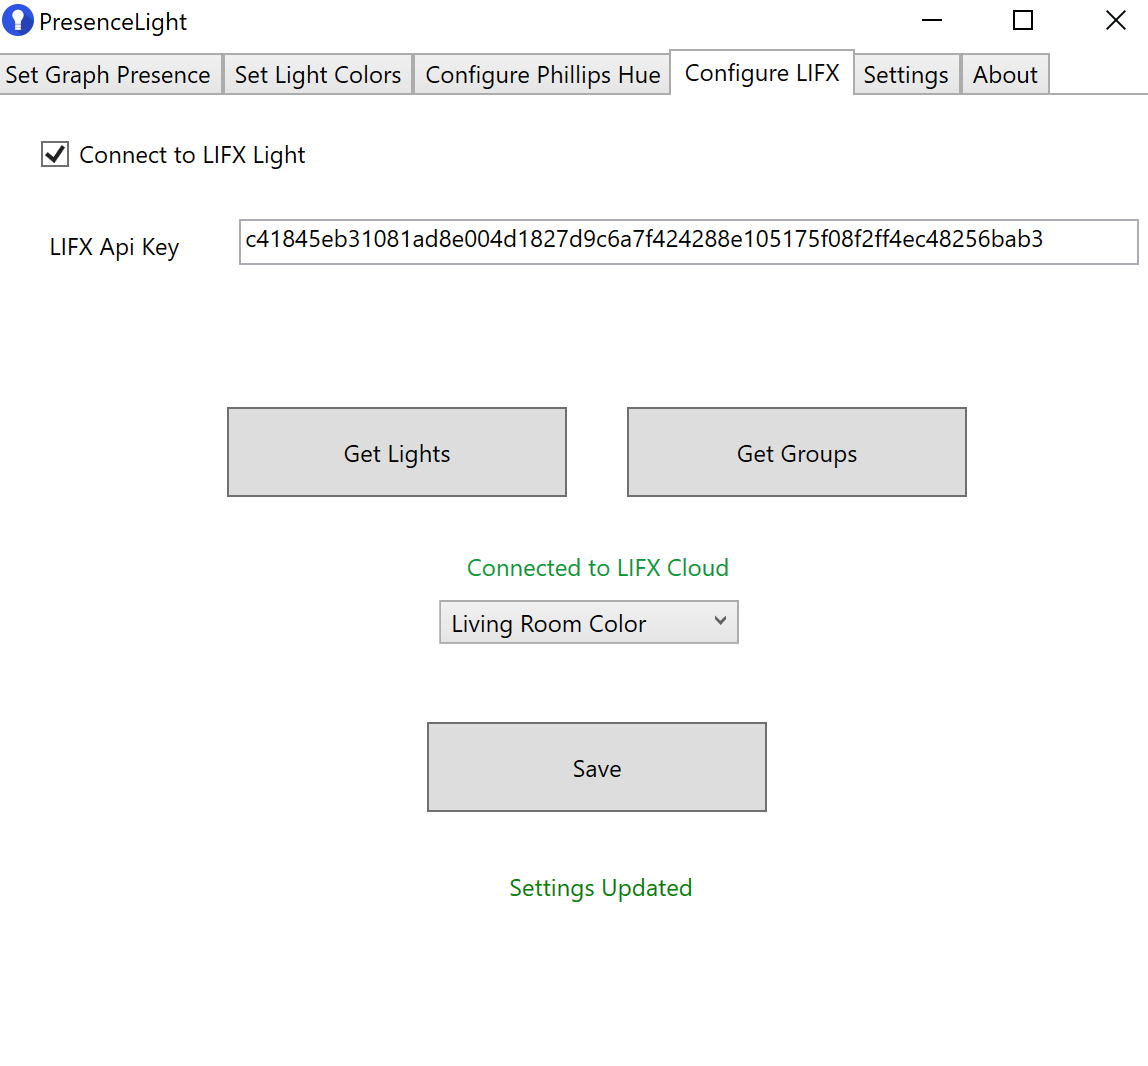 PresenceLight
Set Graph Presence
Set Light Colors
Configure Phillips Hue
Configure LIFX
Settings
About
Connect to LIFX Light
LIFX Api Key
c41845eb31081ad8e004d1827d9c6a7f424288e105175f08f2ff4ec48256bab3
Get Lights
Get Groups
Connected to LIFX Cloud
Living Room Color
Save
Settings Updated